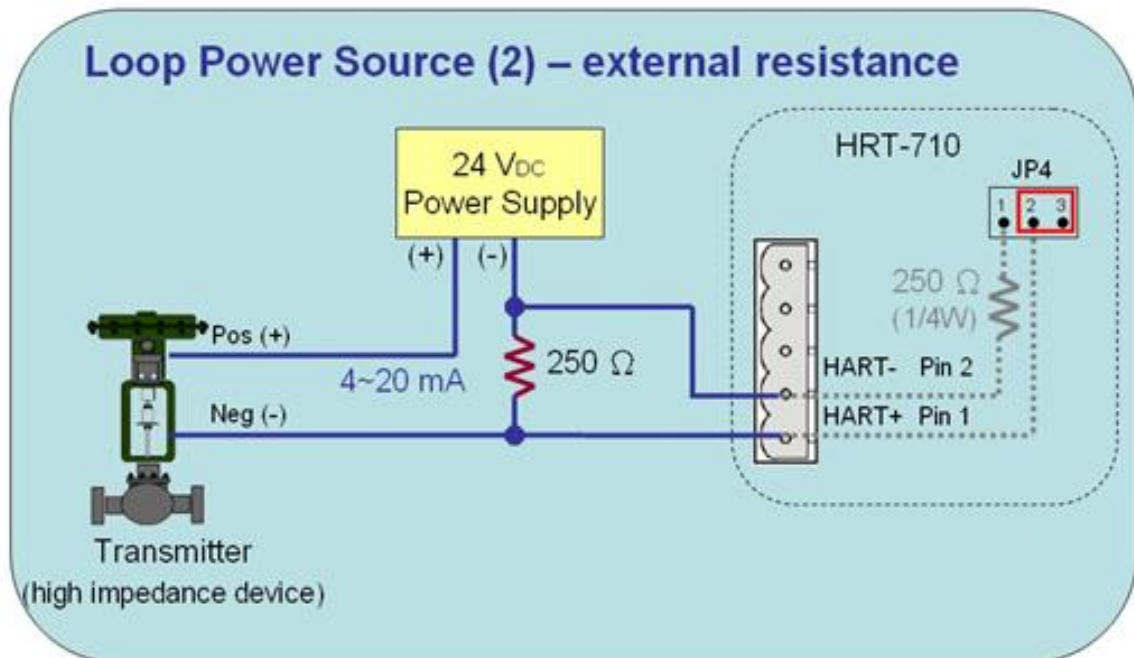 Loop Power Source (2) – external resistance
24 VDC
Power Supply
(+)
(-)
HRT-710
JP4
1 2 3
250 Ω
(1/4W)
Pos (+)
4~20 mA
250 Ω
HART- Pin 2
Neg (-)
HART+ Pin 1
Transmitter
(high impedance device)